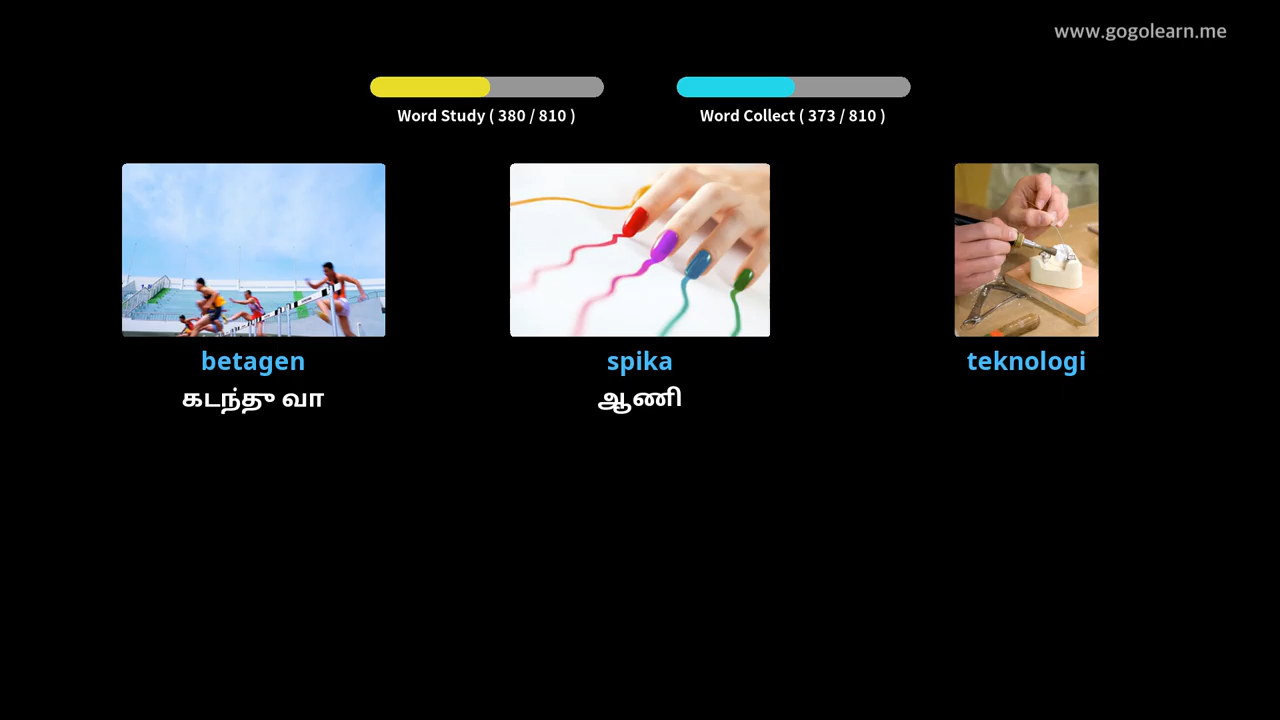 www.gogolearn.me
Word Study ( 380 / 810 )
Word Collect ( 373 / 810 )
betagen
கடந்து வா
spika
ஆணி
teknologi